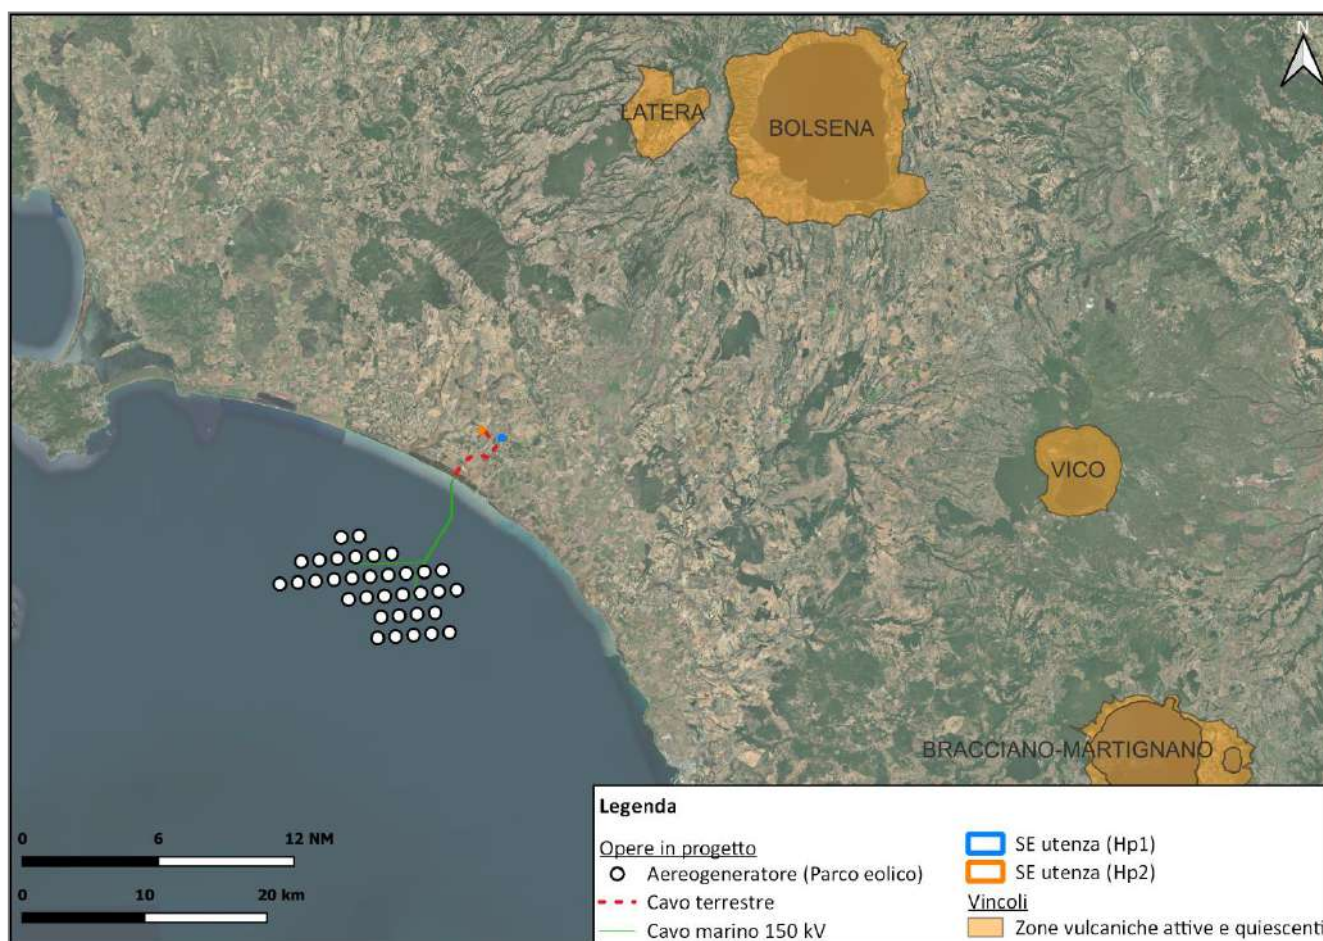 N
LATERA
BOLSENA
VICO
BRACCIANO-MARTIGNANO
0 6 12 NM
0 10 20 km
Legenda
Opere in progetto
Aereogeneratore (Parco eolico)
Cavo terrestre
Cavo marino 150 kV
SE utenza (Hp1)
SE utenza (Hp2)
Vincoli
Zone vulcaniche attive e quiescenti